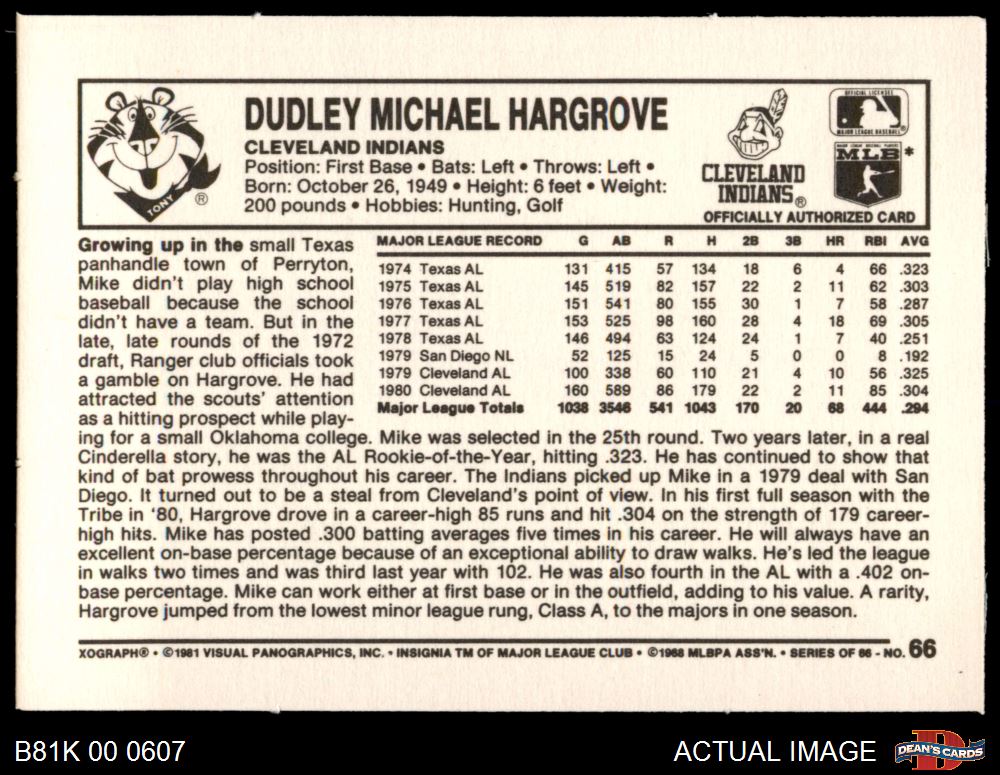 DUDLEY MICHAEL HARGROVE
CLEVELAND INDIANS
Position: First Base • Bats: Left • Throws: Left •
Born: October 26, 1949 • Height: 6 feet • Weight:
200 pounds • Hobbies: Hunting, Golf
TONY
®
CLEVELAND
INDIANS®
OFFICIAL LICENSEE
MAJOR LEAGUE BASEBALL®
MAJOR LEAGUE BASEBALL PLAYERS
MLB*
OFFICIALLY AUTHORIZED CARD
MAJOR LEAGUE RECORD G AB R H 2B 3B HR RBI AVG
1974 Texas AL 131 415 57 134 18 6 4 66 .323
1975 Texas AL 145 519 82 157 22 2 11 62 .303
1976 Texas AL 151 541 80 155 30 1 7 58 .287
1977 Texas AL 153 525 98 160 28 4 18 69 .305
1978 Texas AL 146 494 63 124 24 1 7 40 .251
1979 San Diego NL 52 125 15 24 5 0 0 8 .192
1979 Cleveland AL 100 338 60 110 21 4 10 56 .325
1980 Cleveland AL 160 589 86 179 22 2 11 85 .304
Major League Totals 1038 3546 541 1043 170 20 68 444 .294
Growing up in the small Texas
panhandle town of Perryton,
Mike didn't play high school
baseball because the school
didn't have a team. But in the
late, late rounds of the 1972
draft, Ranger club officials took
a gamble on Hargrove. He had
attracted the scouts' attention
as a hitting prospect while play-
ing for a small Oklahoma college. Mike was selected in the 25th round. Two years later, in a real
Cinderella story, he was the AL Rookie-of-the-Year, hitting .323. He has continued to show that
kind of bat prowess throughout his career. The Indians picked up Mike in a 1979 deal with San
Diego. It turned out to be a steal from Cleveland's point of view. In his first full season with the
Tribe in '80, Hargrove drove in a career-high 85 runs and hit .304 on the strength of 179 career-
high hits. Mike has posted .300 batting averages five times in his career. He will always have an
excellent on-base percentage because of an exceptional ability to draw walks. He's led the league
in walks two times and was third last year with 102. He was also fourth in the AL with a .402 on-
base percentage. Mike can work either at first base or in the outfield, adding to his value. A rarity,
Hargrove jumped from the lowest minor league rung, Class A, to the majors in one season.
XOGRAPH® • ©1981 VISUAL PANOGRAPHICS, INC. • INSIGNIA TM OF MAJOR LEAGUE CLUB • ©1968 MLBPA ASS'N. • SERIES OF 66 - NO. 66
B81K 00 0607
ACTUAL IMAGE
DEAN'S CARDS